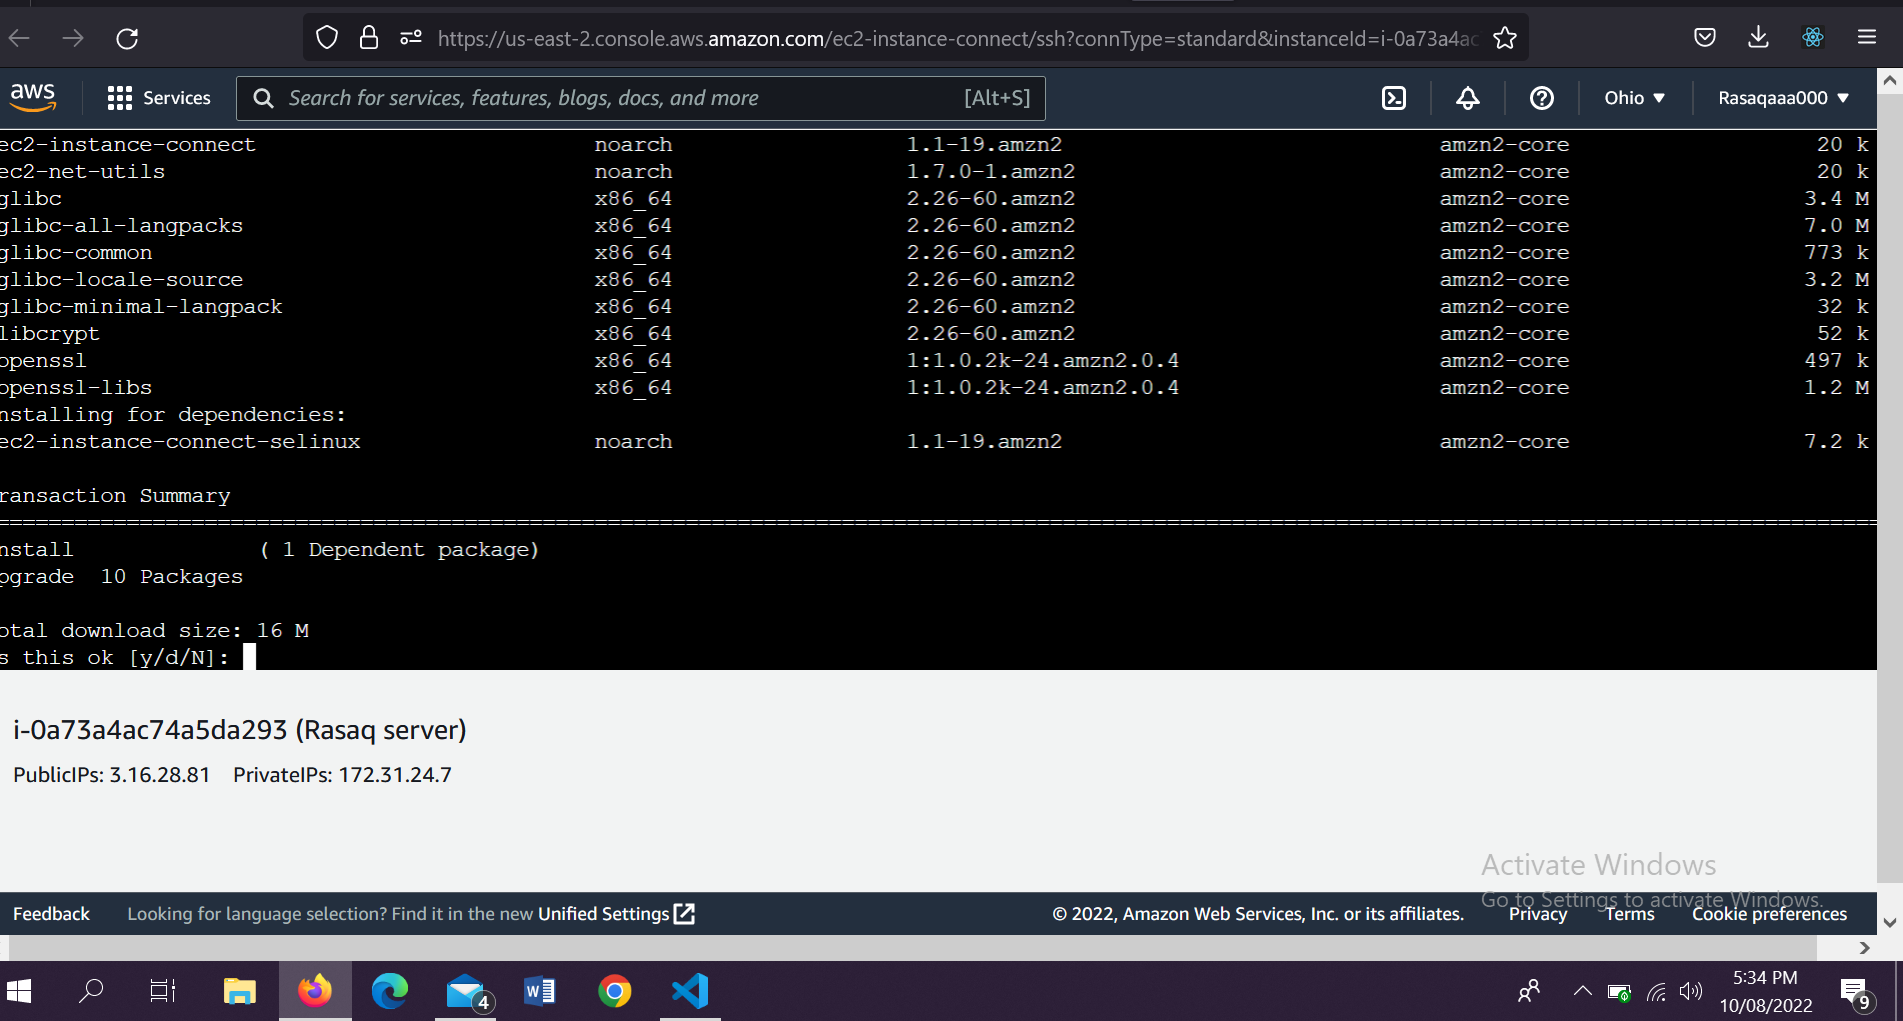 https://us-east-2.console.aws.amazon.com/ec2-instance-connect/ssh?connType=standard&instanceId=i-0a73a4ac
aws Services Search for services, features, blogs, docs, and more [Alt+S] Ohio Rasaqaaa000
ec2-instance-connect noarch 1.1-19.amzn2 amzn2-core 20 k
ec2-net-utils noarch 1.7.0-1.amzn2 amzn2-core 20 k
glibc x86_64 2.26-60.amzn2 amzn2-core 3.4 M
glibc-all-langpacks x86_64 2.26-60.amzn2 amzn2-core 7.0 M
glibc-common x86_64 2.26-60.amzn2 amzn2-core 773 k
glibc-locale-source x86_64 2.26-60.amzn2 amzn2-core 3.2 M
glibc-minimal-langpack x86_64 2.26-60.amzn2 amzn2-core 32 k
libcrypt x86_64 2.26-60.amzn2 amzn2-core 52 k
openssl x86_64 1:1.0.2k-24.amzn2.0.4 amzn2-core 497 k
openssl-libs x86_64 1:1.0.2k-24.amzn2.0.4 amzn2-core 1.2 M
nstalling for dependencies:
ec2-instance-connect-selinux noarch 1.1-19.amzn2 amzn2-core 7.2 k
ransaction Summary
================================================================================
nstall ( 1 Dependent package)
pgrade 10 Packages
otal download size: 16 M
s this ok [y/d/N]:
i-0a73a4ac74a5da293 (Rasaq server)
PublicIPs: 3.16.28.81 PrivateIPs: 172.31.24.7
Activate Windows
Go to Settings to activate Windows.
Feedback Looking for language selection? Find it in the new Unified Settings © 2022, Amazon Web Services, Inc. or its affiliates. Privacy Terms Cookie preferences
4
5:34 PM
10/08/2022
9